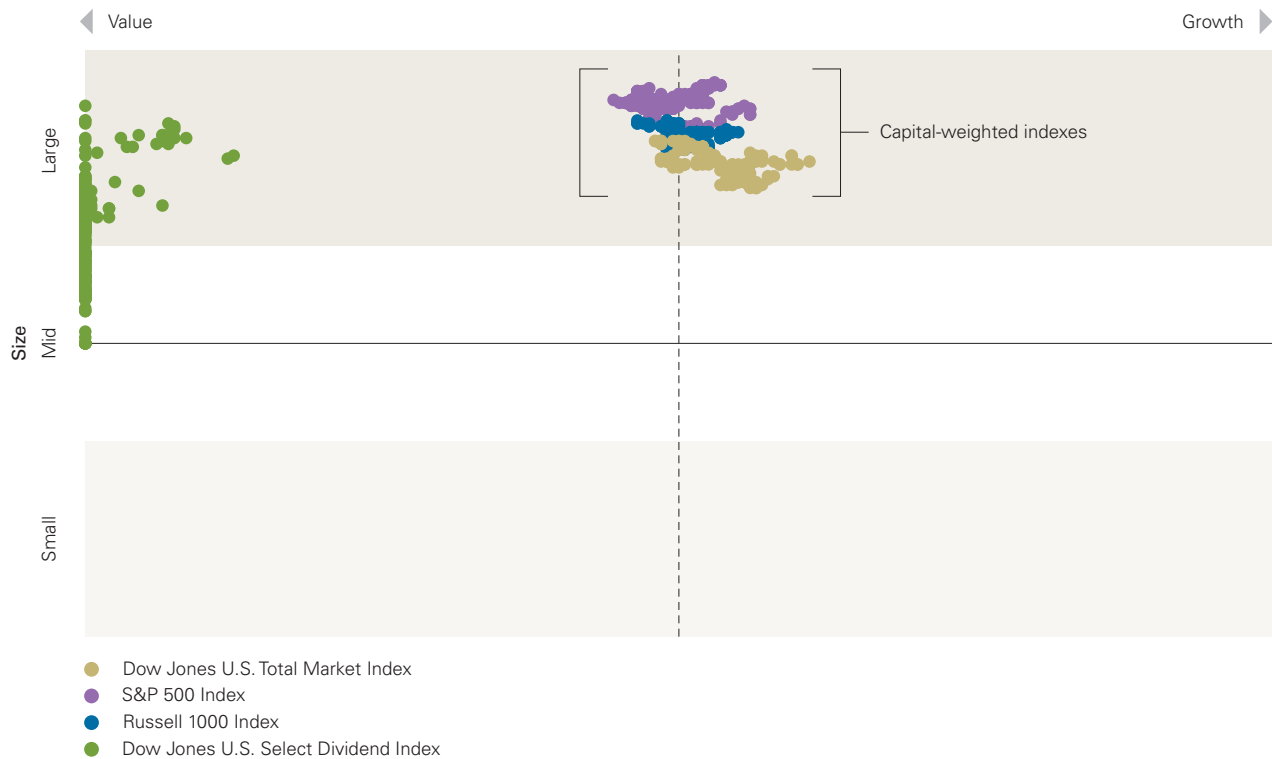 Value
Growth
Capital-weighted indexes
Large
Size
Mid
Small
Dow Jones U.S. Total Market Index
S&P 500 Index
Russell 1000 Index
Dow Jones U.S. Select Dividend Index